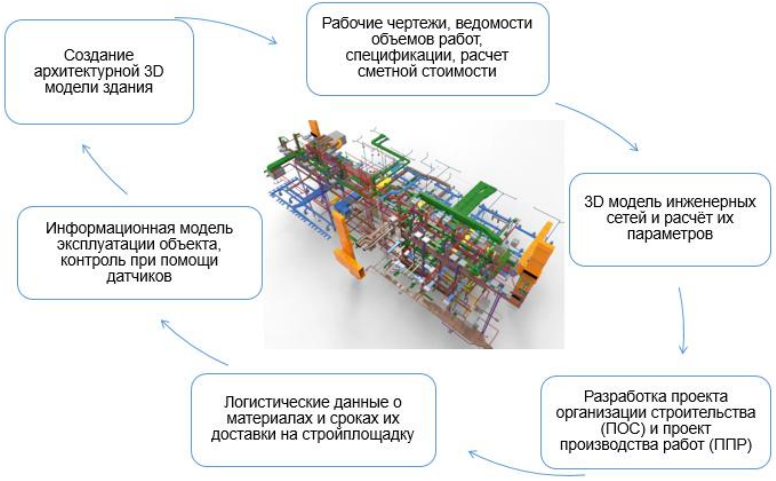 Создание
архитектурной 3D
модели здания
Рабочие чертежи, ведомости
объемов работ,
спецификации, расчет
сметной стоимости
3D модель инженерных
сетей и расчёт их
параметров
Разработка проекта
организации строительства
(ПОС) и проект
производства работ (ППР)
Логистические данные о
материалах и сроках их
доставки на стройплощадку
Информационная модель
эксплуатации объекта,
контроль при помощи
датчиков